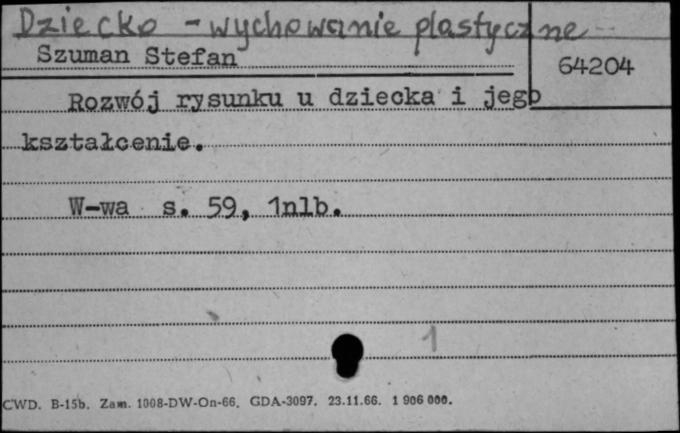 Dziecko - wychowanie plastyczne
Szuman Stefan
64204
Rozwój rysunku u dziecka i jego
kształcenie.
W-wa s. 59, 1nlb.
1
CWD. B-15b. Zam. 1008-DW-On-66. GDA-3097. 23.11.66. 1 906 000.